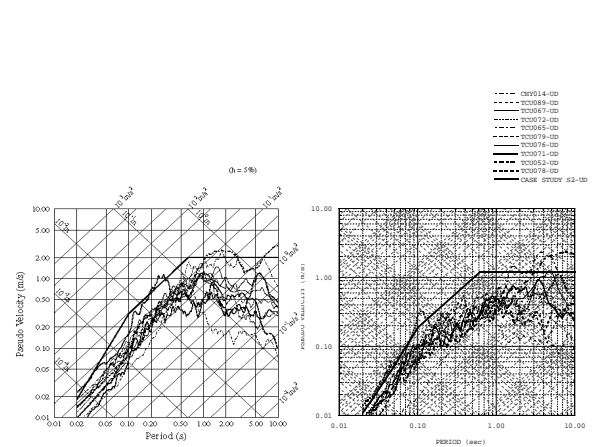 CHY014-UD
TCU089-UD
TCU067-UD
TCU072-UD
TCU065-UD
TCU079-UD
TCU076-UD
TCU071-UD
TCU052-UD
TCU078-UD
CASE STUDY S2-UD
(h = 5%)
10.00
5.00
2.00
1.00
0.50
0.20
0.10
0.05
0.02
0.01
Pseudo Velocity (m/s)
0.01 0.02 0.05 0.10 0.20 0.50 1.00 2.00 5.00 10.00
Period (s)
10.00
1.00
0.10
0.01
PSEUDO VELOCITY (m/s)
0.01 0.10 1.00 10.00
PERIOD (sec)